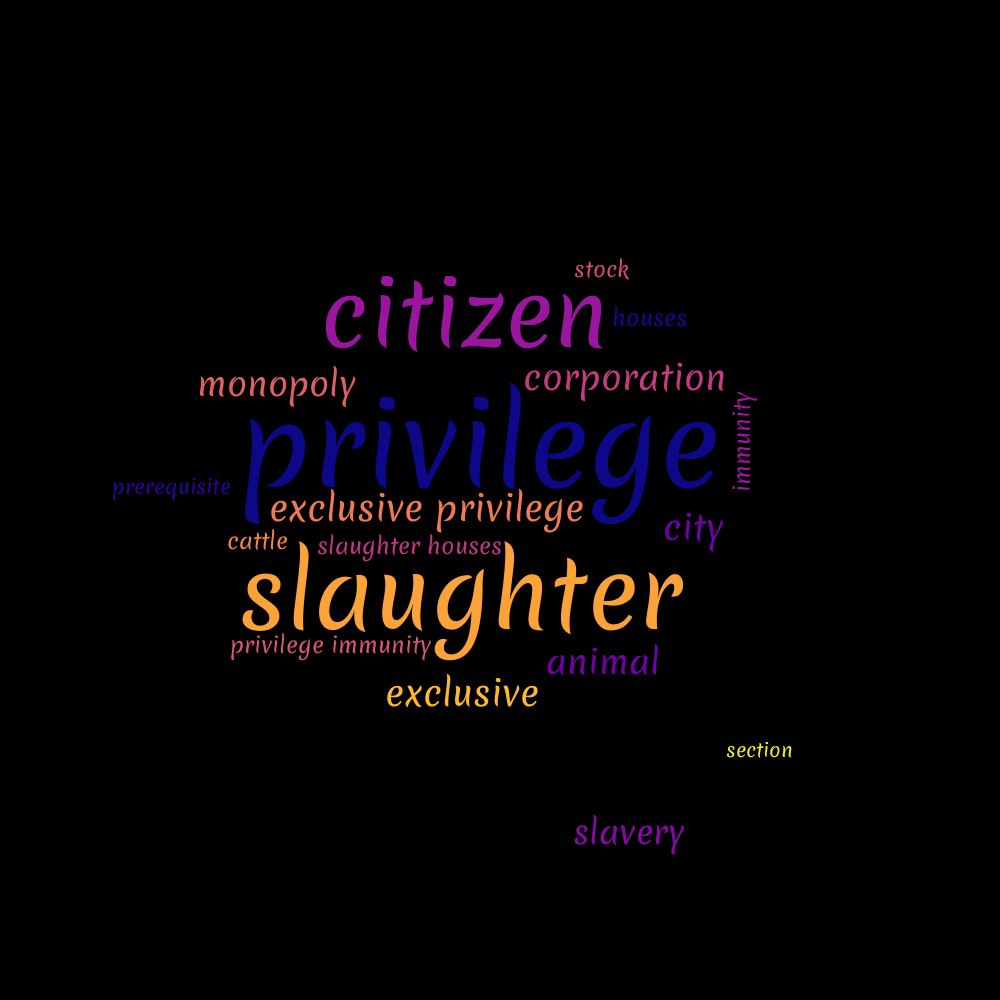 stock
citizen
houses
corporation
monopoly
immunity
privilege
prerequisite
exclusive privilege
city
cattle
slaughter houses
slaughter
privilege immunity
animal
exclusive
section
slavery